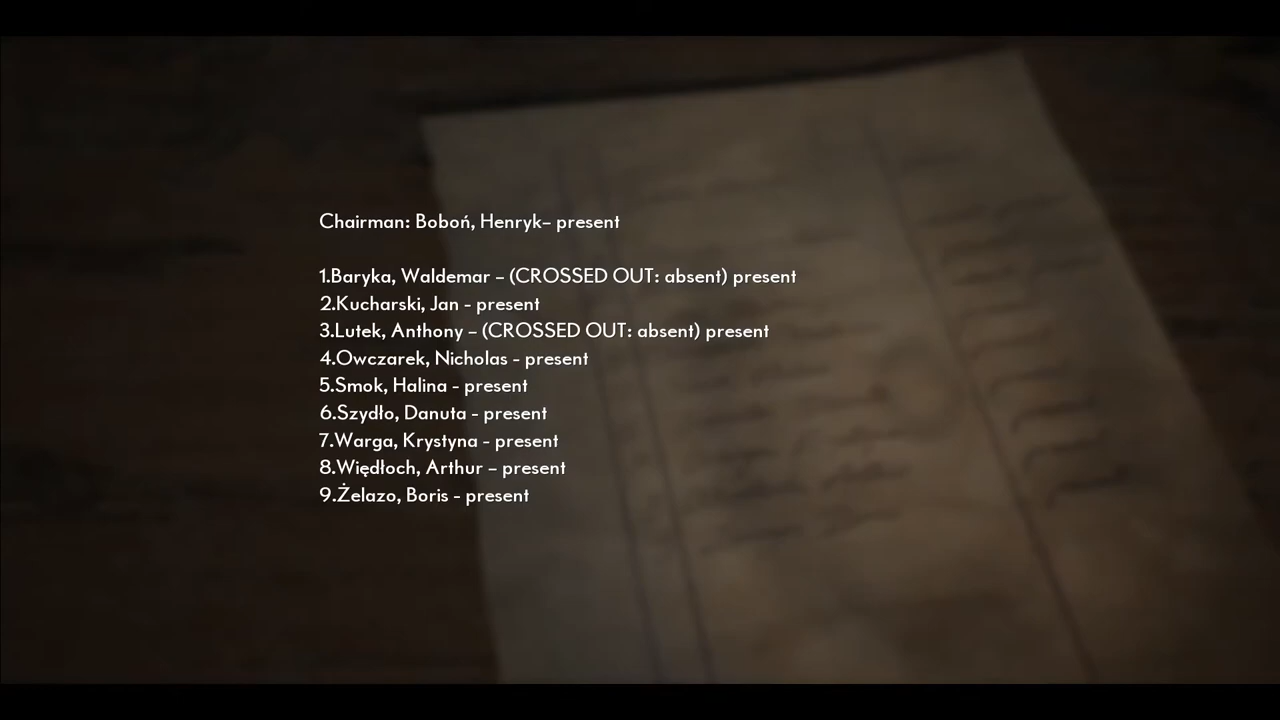 Chairman: Boboń, Henryk– present
1.Baryka, Waldemar – (CROSSED OUT: absent) present
2.Kucharski, Jan - present
3.Lutek, Anthony – (CROSSED OUT: absent) present
4.Owczarek, Nicholas - present
5.Smok, Halina - present
6.Szydło, Danuta - present
7.Warga, Krystyna - present
8.Więdłoch, Arthur – present
9.Żelazo, Boris - present